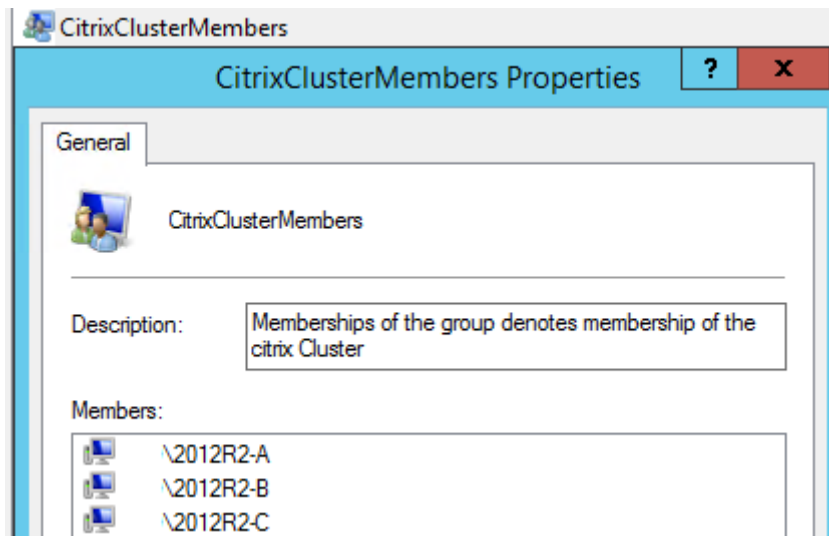 CitrixClusterMembers
CitrixClusterMembers Properties
?
x
General
CitrixClusterMembers
Description:
Memberships of the group denotes membership of the
citrix Cluster
Members:
\2012R2-A
\2012R2-B
\2012R2-C